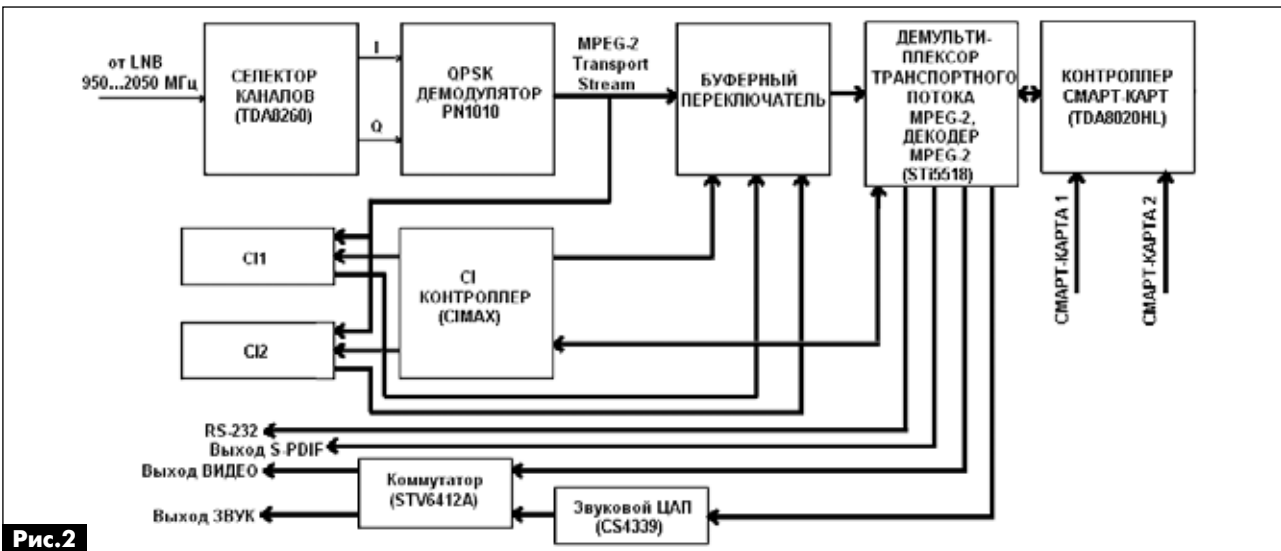 от LNB
950...2050 МГц
СЕЛЕКТОР
КАНАЛОВ
(TDA8260)
I
Q
QPSK
ДЕМОДУЛЯТОР
PN1010
MPEG-2
Transport
Stream
БУФЕРНЫЙ
ПЕРЕКЛЮЧАТЕЛЬ
ДЕМУЛЬТИ-
ПЛЕКСОР
ТРАНСПОРТНОГО
ПОТОКА
MPEG-2,
ДЕКОДЕР
MPEG-2
(STi5518)
КОНТРОЛЛЕР
СМАРТ-КАРТ
(TDA8020HL)
СМАРТ-КАРТА 1
СМАРТ-КАРТА 2
CI1
CI2
CI
КОНТРОЛЛЕР
(CIMAX)
RS-232
Выход S-PDIF
Выход ВИДЕО
Выход ЗВУК
Коммутатор
(STV6412A)
Звуковой ЦАП
(CS4339)
Рис.2